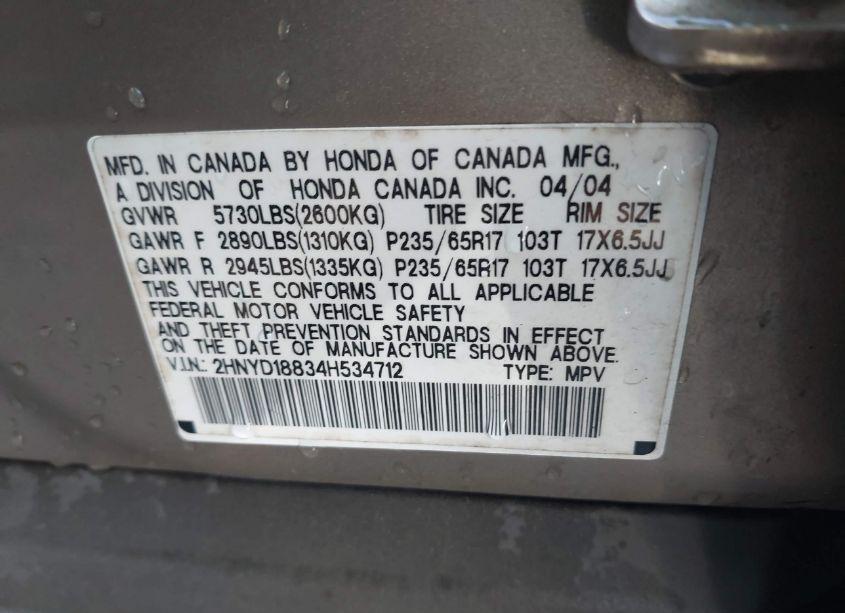 MFD. IN CANADA BY HONDA OF CANADA MFG.,
A DIVISION OF HONDA CANADA INC. 04/04
GVWR 5730LBS(2600KG) TIRE SIZE RIM SIZE
GAWR F 2890LBS(1310KG) P235/65R17 103T 17X6.5JJ
GAWR R 2945LBS(1335KG) P235/65R17 103T 17X6.5JJ
THIS VEHICLE CONFORMS TO ALL APPLICABLE
FEDERAL MOTOR VEHICLE SAFETY
AND THEFT PREVENTION STANDARDS IN EFFECT
ON THE DATE OF MANUFACTURE SHOWN ABOVE.
V.I.N.: 2HNYD18834H534712 TYPE: MPV